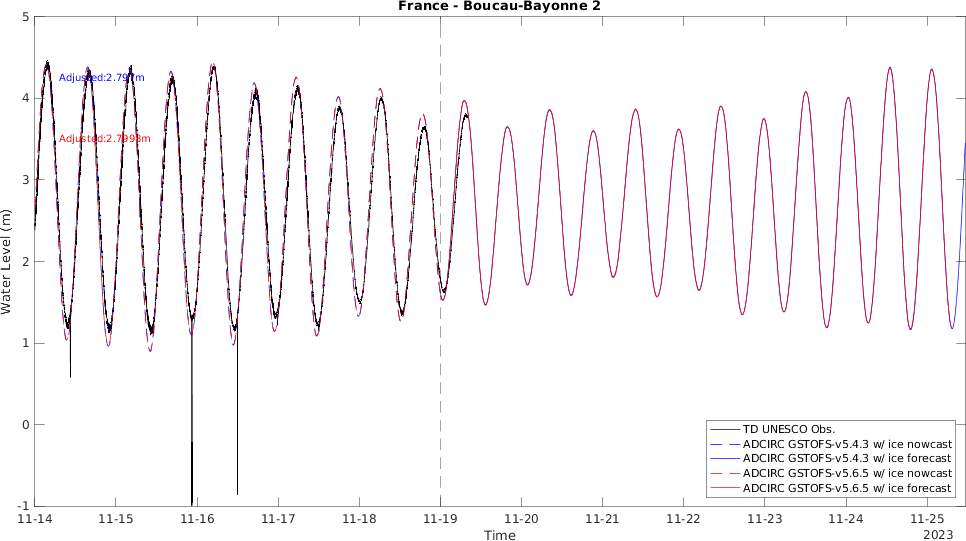 France - Boucau-Bayonne 2
5
4
3
2
1
0
-1
Water Level (m)
Adjusted:2.797m
Adjusted:2.7998m
TD UNESCO Obs.
ADCIRC GSTOFS-v5.4.3 w/ ice nowcast
ADCIRC GSTOFS-v5.4.3 w/ ice forecast
ADCIRC GSTOFS-v5.6.5 w/ ice nowcast
ADCIRC GSTOFS-v5.6.5 w/ ice forecast
11-14 11-15 11-16 11-17 11-18 11-19 11-20 11-21 11-22 11-23 11-24 11-25
Time
2023